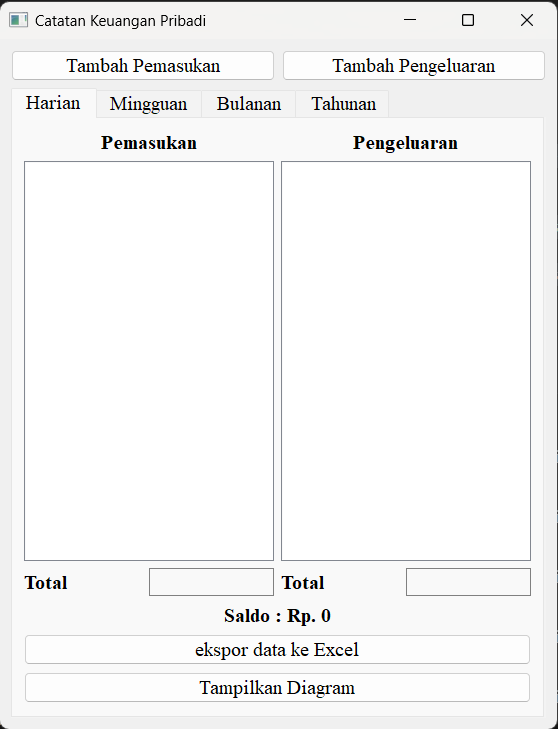 Catatan Keuangan Pribadi
Tambah Pemasukan Tambah Pengeluaran
Harian Mingguan Bulanan Tahunan
Pemasukan Pengeluaran
Total Total
Saldo : Rp. 0
ekspor data ke Excel
Tampilkan Diagram